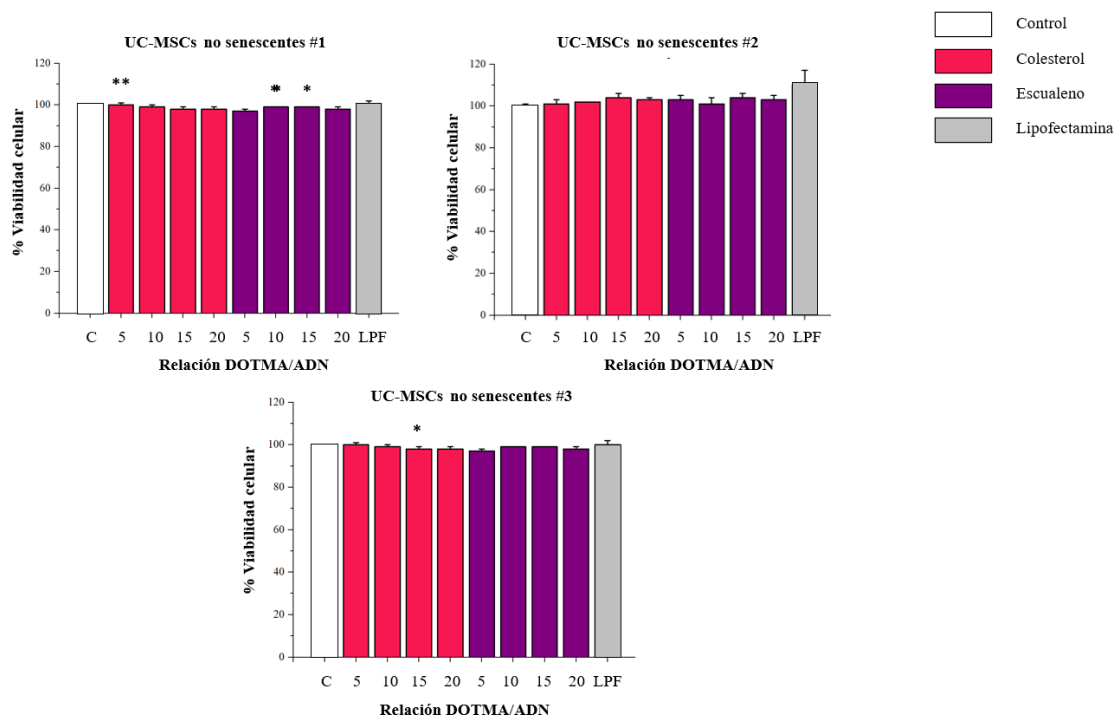 Control
Colesterol
Escualeno
Lipofectamina
UC-MSCs no senescentes #1
% Viabilidad celular
120
100
80
60
40
20
0
** * *
C 5 10 15 20 5 10 15 20 LPF
Relación DOTMA/ADN
UC-MSCs no senescentes #2
% Viabilidad celular
120
100
80
60
40
20
0
C 5 10 15 20 5 10 15 20 LPF
Relación DOTMA/ADN
UC-MSCs no senescentes #3
% Viabilidad celular
120
100
80
60
40
20
0
*
C 5 10 15 20 5 10 15 20 LPF
Relación DOTMA/ADN